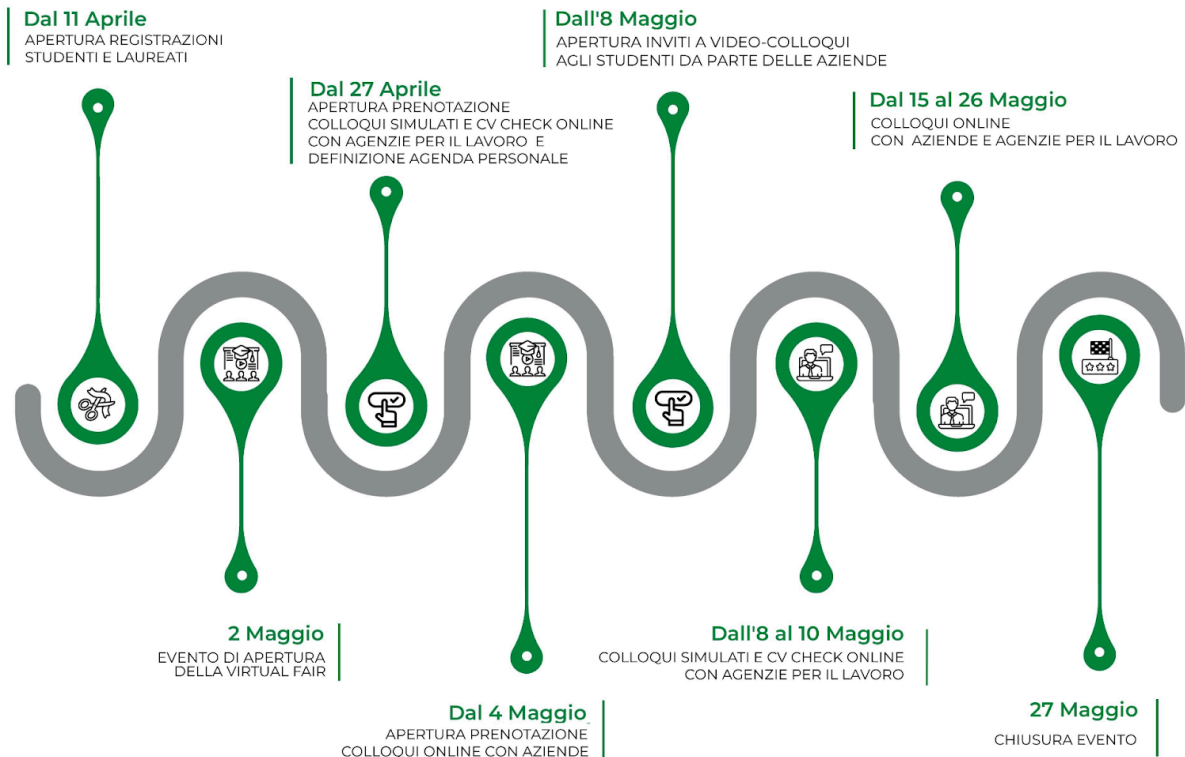 Dal 11 Aprile
APERTURA REGISTRAZIONI
STUDENTI E LAUREATI
Dall'8 Maggio
APERTURA INVITI A VIDEO-COLLOQUI
AGLI STUDENTI DA PARTE DELLE AZIENDE
Dal 27 Aprile
APERTURA PRENOTAZIONE
COLLOQUI SIMULATI E CV CHECK ONLINE
CON AGENZIE PER IL LAVORO E
DEFINIZIONE AGENDA PERSONALE
Dal 15 al 26 Maggio
COLLOQUI ONLINE
CON AZIENDE E AGENZIE PER IL LAVORO
2 Maggio
EVENTO DI APERTURA
DELLA VIRTUAL FAIR
Dall'8 al 10 Maggio
COLLOQUI SIMULATI E CV CHECK ONLINE
CON AGENZIE PER IL LAVORO
Dal 4 Maggio
APERTURA PRENOTAZIONE
COLLOQUI ONLINE CON AZIENDE
27 Maggio
CHIUSURA EVENTO